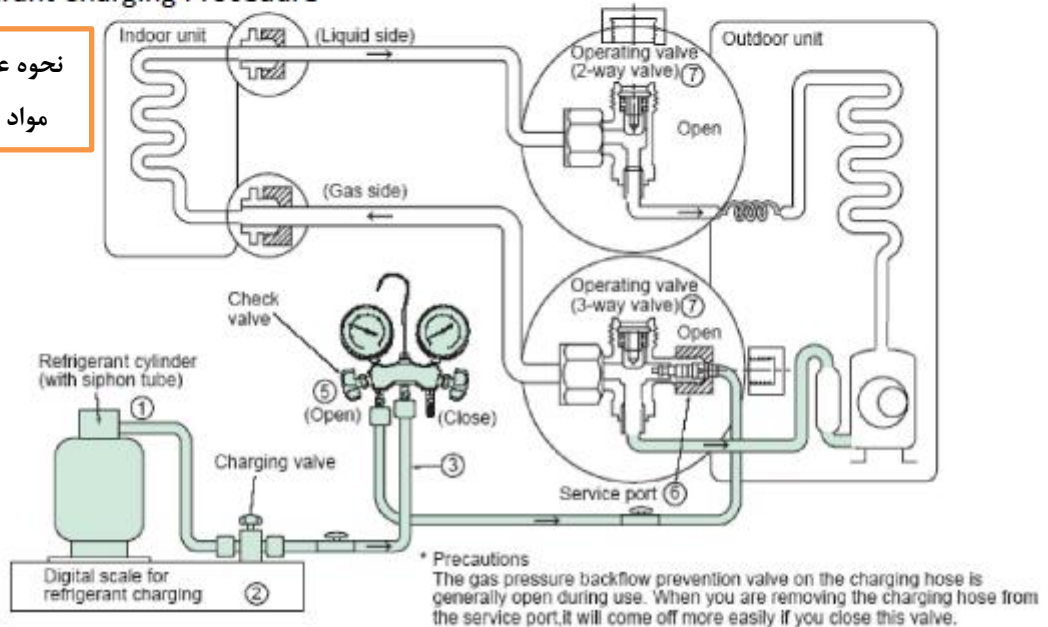 Charging Procedure
نحوه
مواد
Indoor unit
(Liquid side)
Operating valve
(2-way valve) ⑦
Open
Outdoor unit
(Gas side)
Operating valve
(3-way valve) ⑦
Open
Check
valve
⑤
(Open)
(Close)
Refrigerant cylinder
(with siphon tube)
①
Charging valve
③
Service port ⑥
Digital scale for
refrigerant charging
②
* Precautions
The gas pressure backflow prevention valve on the charging hose is
generally open during use. When you are removing the charging hose from
the service port,it will come off more easily if you close this valve.